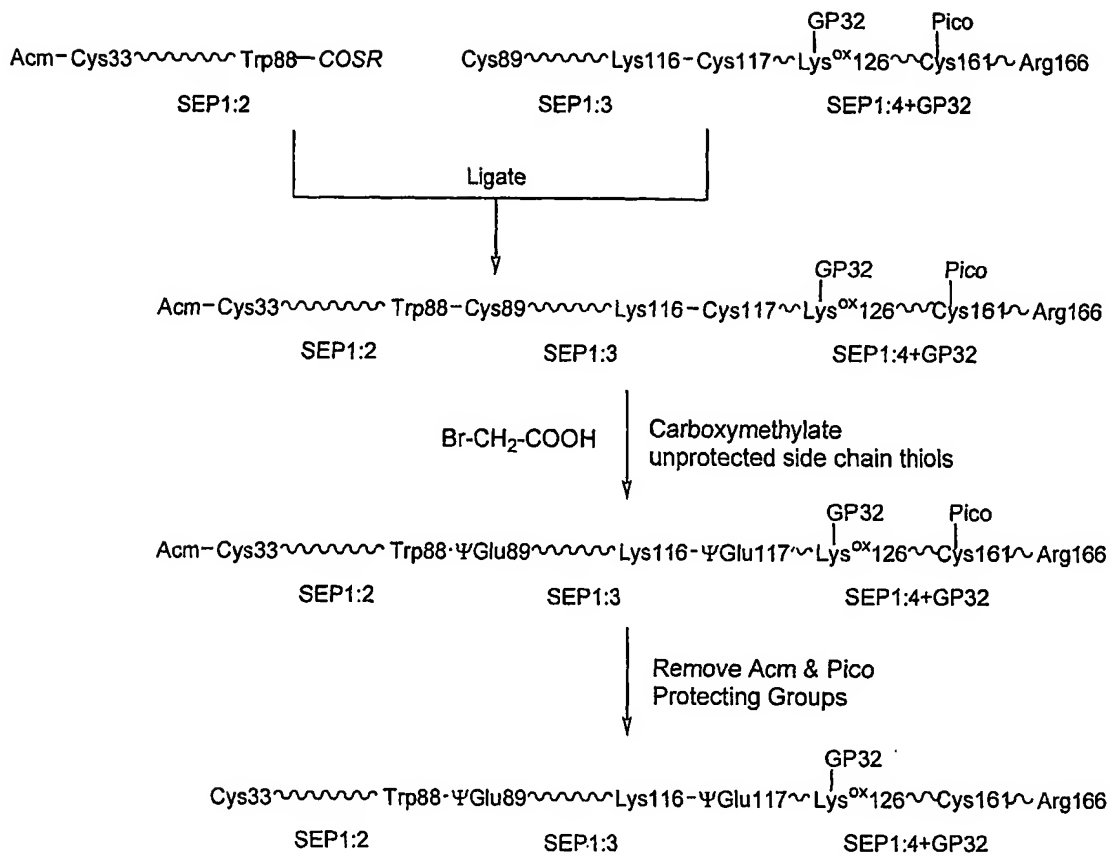 GP32 Pico
Acm–Cys33 Trp88–COSR Cys89 Lys116–Cys117 Lys^ox126 Cys161 Arg166
SEP1:2 SEP1:3 SEP1:4+GP32
Ligate
GP32 Pico
Acm–Cys33 Trp88–Cys89 Lys116–Cys117 Lys^ox126 Cys161 Arg166
SEP1:2 SEP1:3 SEP1:4+GP32
Br-CH₂-COOH
Carboxymethylate
unprotected side chain thiols
GP32 Pico
Acm–Cys33 Trp88·ΨGlu89 Lys116–ΨGlu117 Lys^ox126 Cys161 Arg166
SEP1:2 SEP1:3 SEP1:4+GP32
Remove Acm & Pico
Protecting Groups
GP32
Cys33 Trp88-ΨGlu89 Lys116–ΨGlu117 Lys^ox126 Cys161 Arg166
SEP1:2 SEP1:3 SEP1:4+GP32